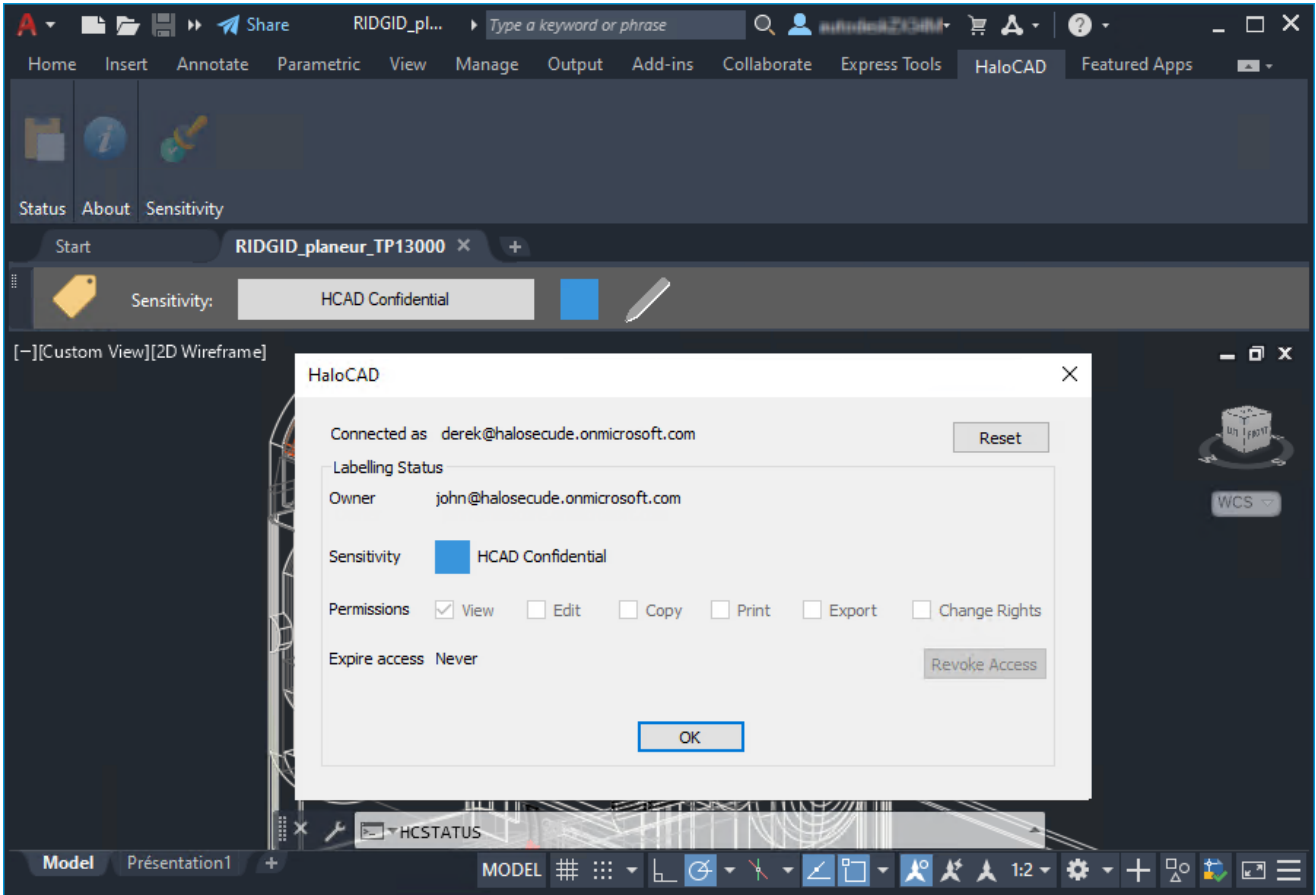 A Share RIDGID_pl... Type a keyword or phrase
Home Insert Annotate Parametric View Manage Output Add-ins Collaborate Express Tools HaloCAD Featured Apps
Status About Sensitivity
Start RIDGID_planeur_TP13000
Sensitivity: HCAD Confidential
[−][Custom View][2D Wireframe]
HaloCAD
Connected as derek@halosecude.onmicrosoft.com Reset
Labelling Status
Owner john@halosecude.onmicrosoft.com
FRONT
WCS
Sensitivity HCAD Confidential
Permissions View Edit Copy Print Export Change Rights
Expire access Never Revoke Access
OK
HCSTATUS
Model Présentation1 + MODEL 1:2